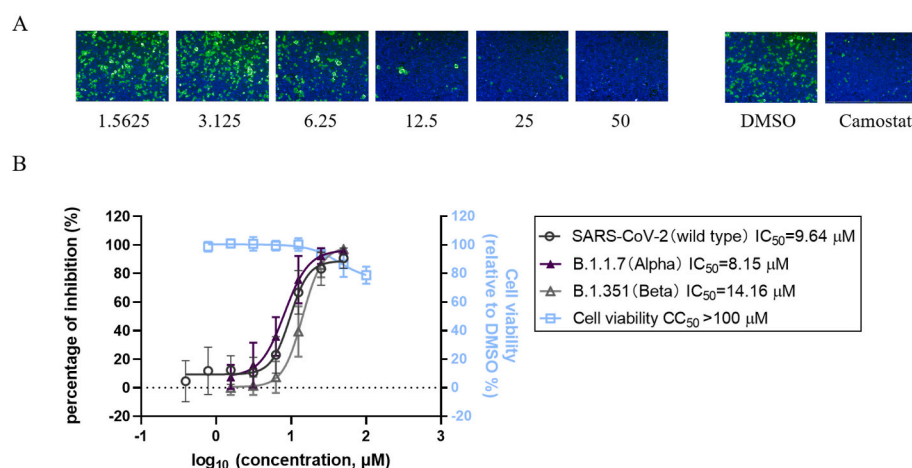 A
1.5625 3.125 6.25 12.5 25 50 DMSO Camostat
B
percentage of inhibition (%)
120
100
80
60
40
20
0
-20
-1 0 1 2 3
log10 (concentration, μM)
120
100
80
60
40
20
0
-20
Cell viability
(relative to DMSO %)
SARS-CoV-2(wild type) IC50=9.64 μM
B.1.1.7(Alpha) IC50=8.15 μM
B.1.351(Beta) IC50=14.16 μM
Cell viability CC50 >100 μM